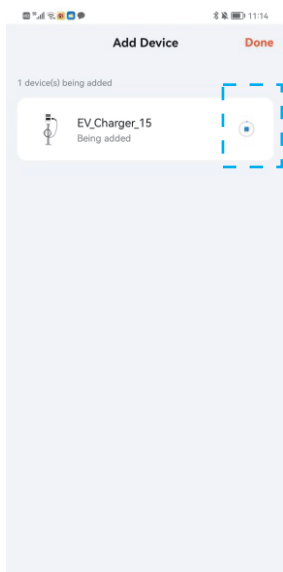 11:14
Add Device
Done
1 device(s) being added
EV_Charger_15
Being added